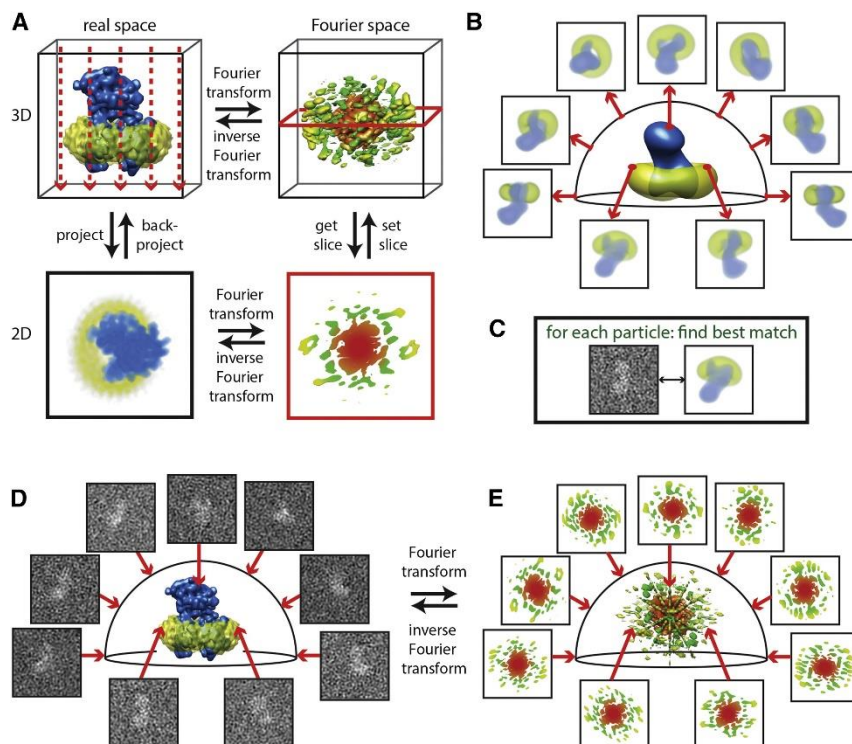 A
real space
Fourier space
3D
Fourier
transform
inverse
Fourier
transform
project
back-
project
get
slice
set
slice
2D
Fourier
transform
inverse
Fourier
transform
B
C
for each particle: find best match
D
Fourier
transform
inverse
Fourier
transform
E